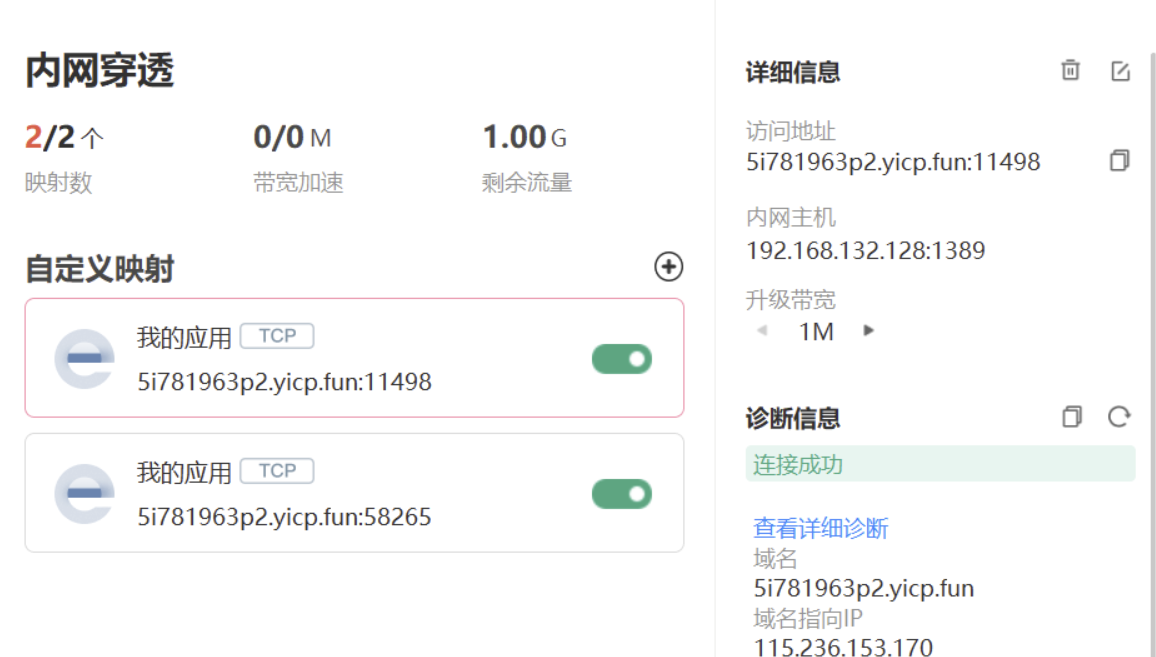 内网穿透
2/2 个
0/0 M
1.00 G
映射数
带宽加速
剩余流量
自定义映射
我的应用 TCP
5i781963p2.yicp.fun:11498
我的应用 TCP
5i781963p2.yicp.fun:58265
详细信息
访问地址
5i781963p2.yicp.fun:11498
内网主机
192.168.132.128:1389
升级带宽
1M
诊断信息
连接成功
查看详细诊断
域名
5i781963p2.yicp.fun
域名指向IP
115.236.153.170